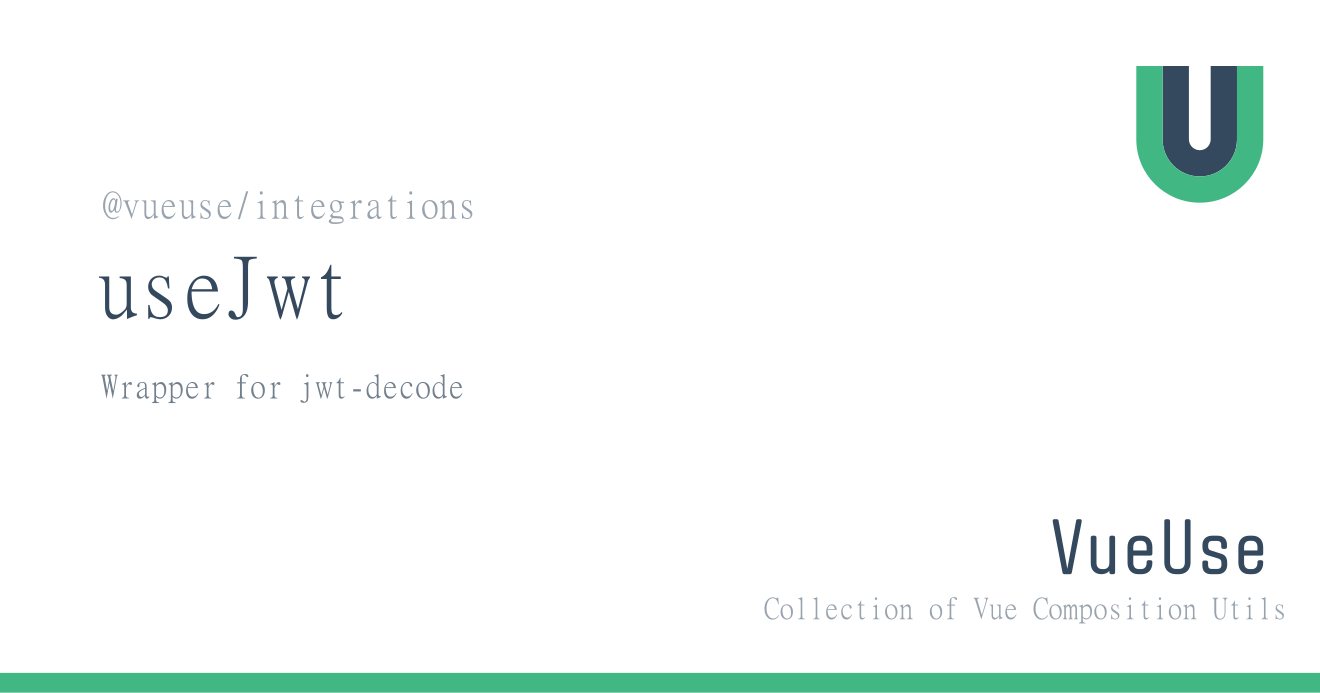 @vueuse/integrations
useJwt
Wrapper for jwt-decode
VueUse
Collection of Vue Composition Utils